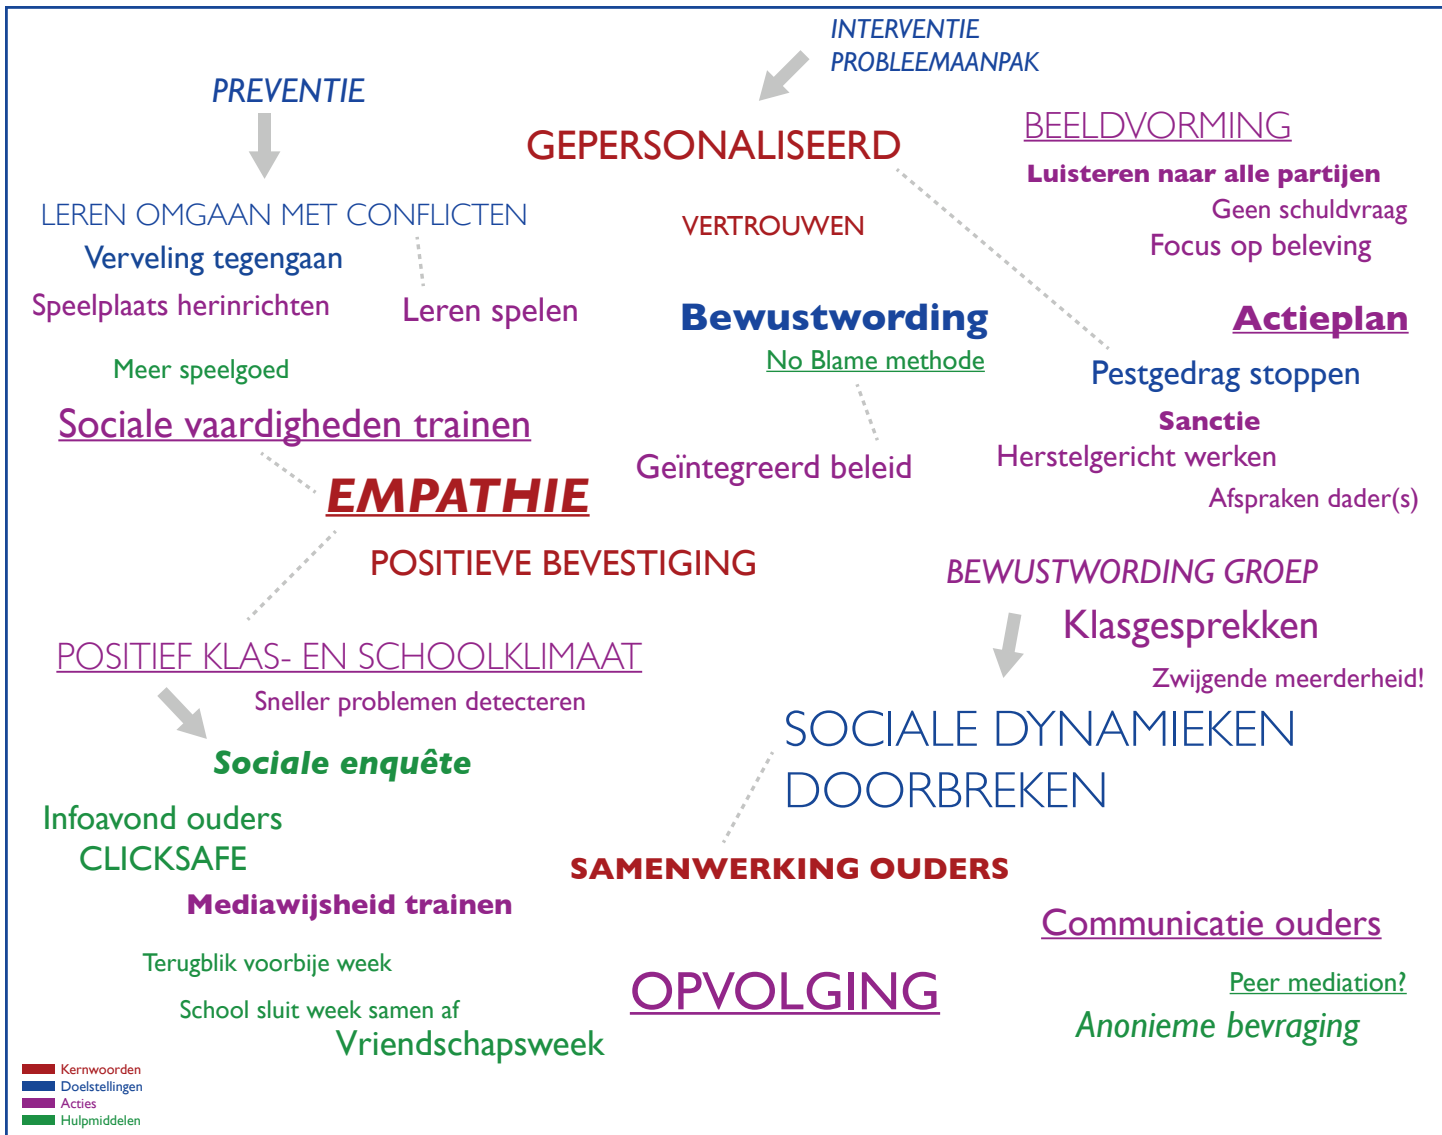 INTERVENTIE
PROBLEEMAANPAK
PREVENTIE
GEPERSONALISEERD
BEELDVORMING
Luisteren naar alle partijen
Geen schuldvraag
Focus op beleving
LEREN OMGAAN MET CONFLICTEN
VERTROUWEN
Verveling tegengaan
Speelplaats herinrichten
Leren spelen
Bewustwording
Actieplan
Meer speelgoed
No Blame methode
Pestgedrag stoppen
Sociale vaardigheden trainen
Sanctie
Geïntegreerd beleid
Herstelgericht werken
EMPATHIE
Afspraken dader(s)
POSITIEVE BEVESTIGING
BEWUSTWORDING GROEP
Klasgesprekken
POSITIEF KLAS- EN SCHOOLKLIMAAT
Zwijgende meerderheid!
Sneller problemen detecteren
SOCIALE DYNAMIEKEN
DOORBREKEN
Sociale enquête
Infoavond ouders
CLICKSAFE
SAMENWERKING OUDERS
Mediawijsheid trainen
Communicatie ouders
Terugblik voorbije week
OPVOLGING
Peer mediation?
School sluit week samen af
Anonieme bevraging
Vriendschapsweek
Kernwoorden
Doelstellingen
Acties
Hulpmiddelen